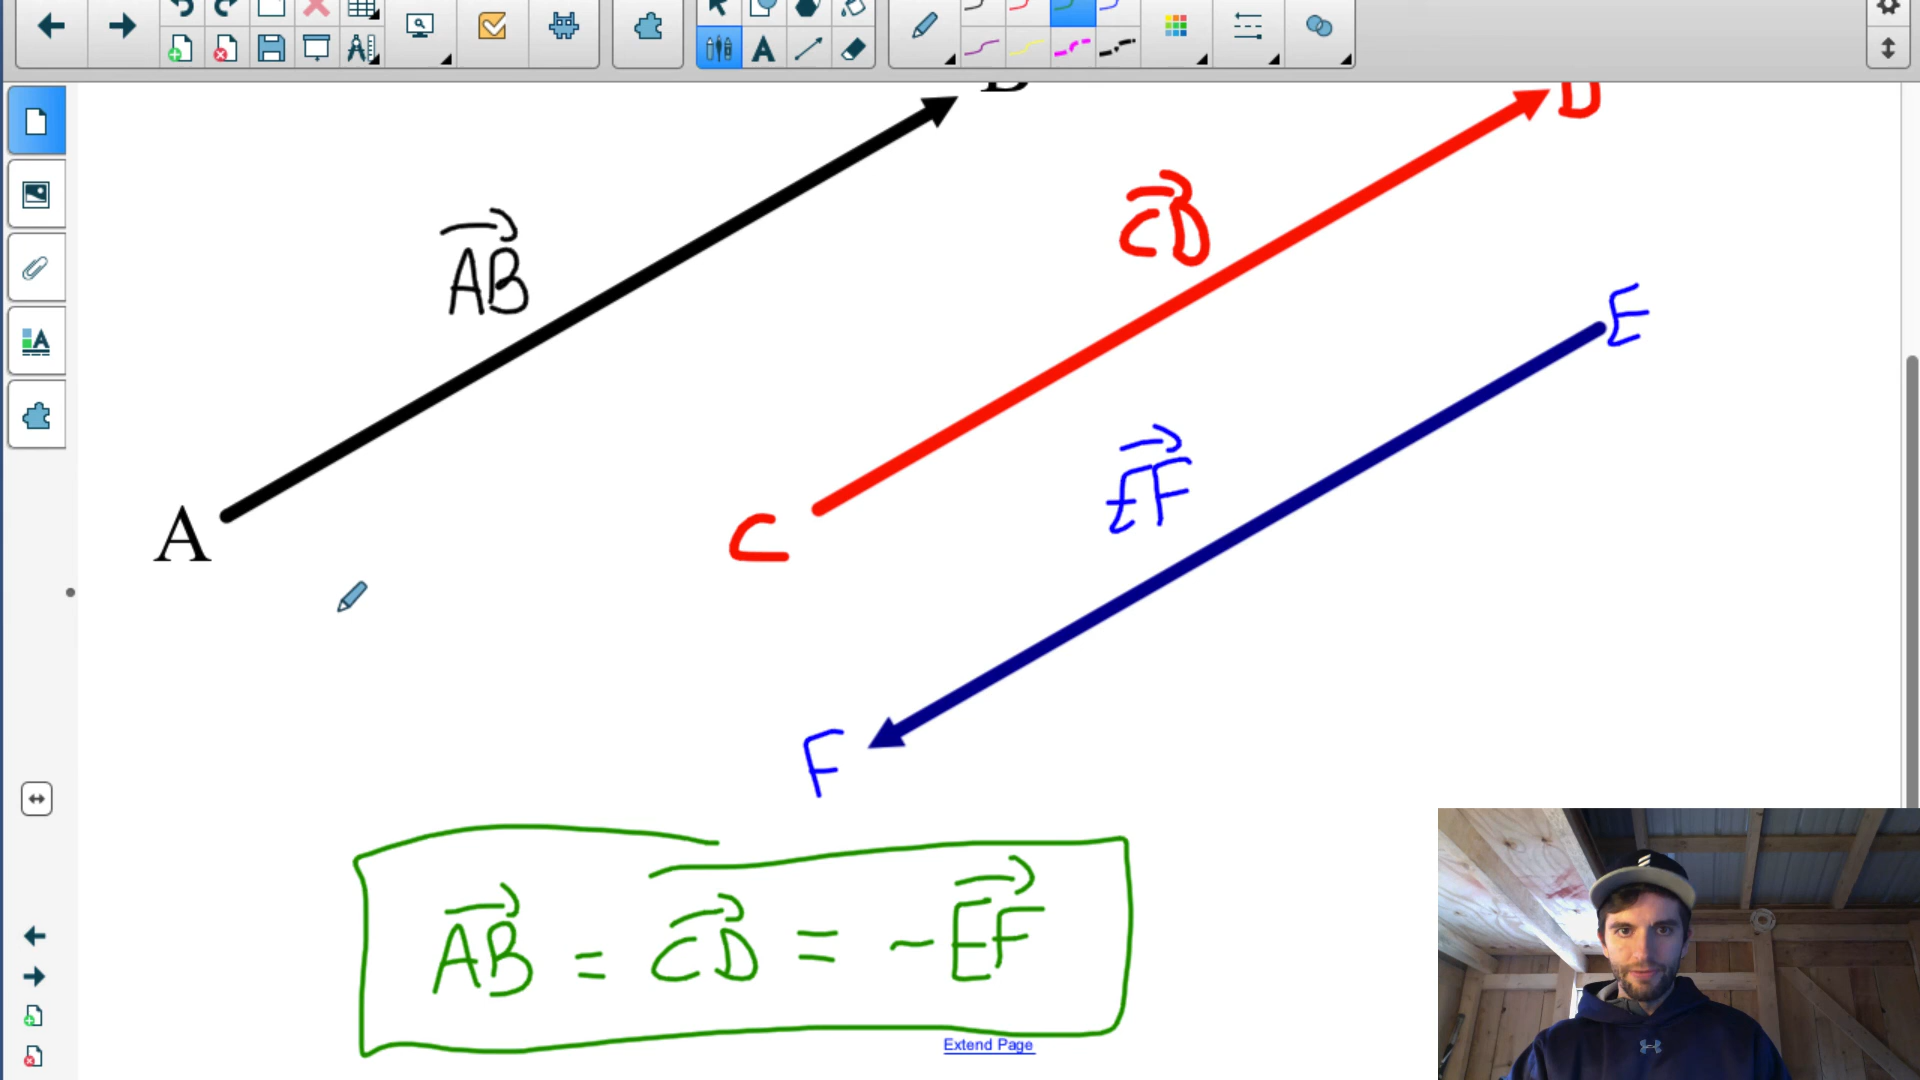 B
D
AB
CD
E
EF
A
C
F
AB = CD = -EF
Extend Page